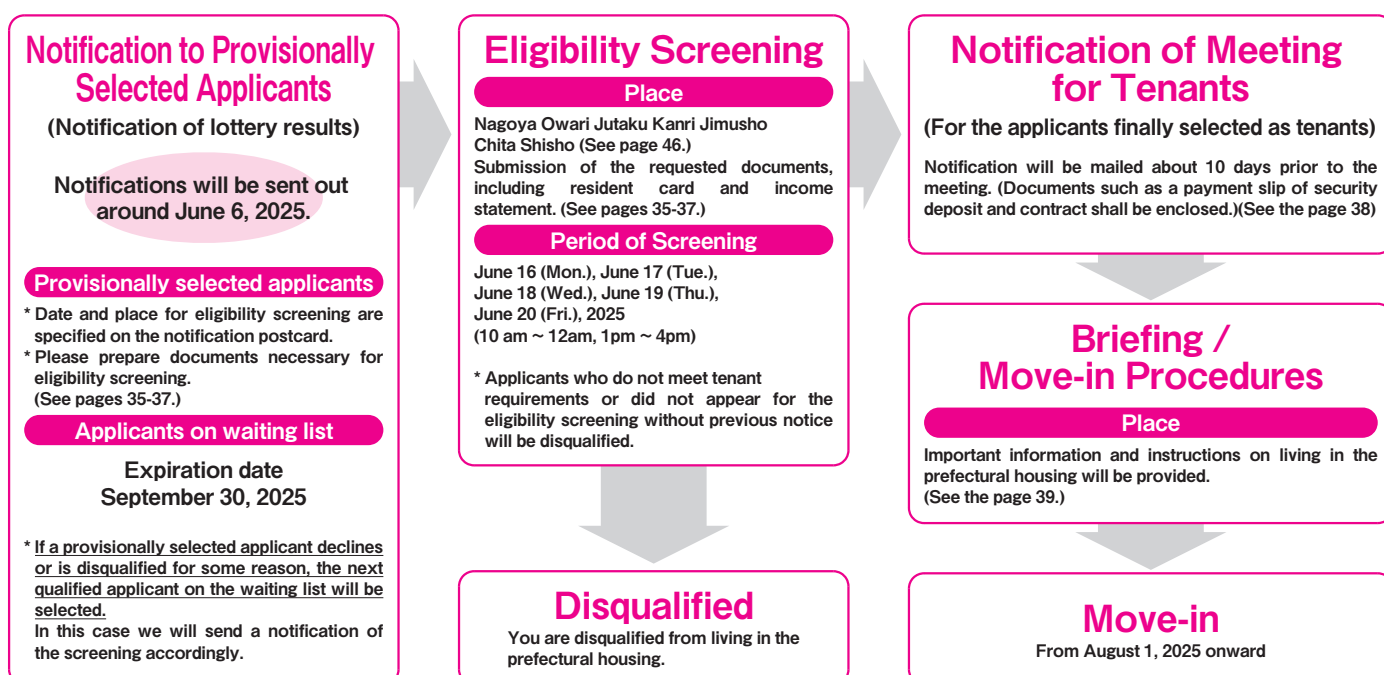 Notification to Provisionally
Selected Applicants
(Notification of lottery results)
Notifications will be sent out
around June 6, 2025.
Provisionally selected applicants
* Date and place for eligibility screening are
specified on the notification postcard.
* Please prepare documents necessary for
eligibility screening.
(See pages 35-37.)
Applicants on waiting list
Expiration date
September 30, 2025
* If a provisionally selected applicant declines
or is disqualified for some reason, the next
qualified applicant on the waiting list will be
selected.
In this case we will send a notification of
the screening accordingly.
Eligibility Screening
Place
Nagoya Owari Jutaku Kanri Jimusho
Chita Shisho (See page 46.)
Submission of the requested documents,
including resident card and income
statement. (See pages 35-37.)
Period of Screening
June 16 (Mon.), June 17 (Tue.),
June 18 (Wed.), June 19 (Thu.),
June 20 (Fri.), 2025
(10 am ~ 12am, 1pm ~ 4pm)
* Applicants who do not meet tenant
requirements or did not appear for the
eligibility screening without previous notice
will be disqualified.
Disqualified
You are disqualified from living in the
prefectural housing.
Notification of Meeting
for Tenants
(For the applicants finally selected as tenants)
Notification will be mailed about 10 days prior to the
meeting. (Documents such as a payment slip of security
deposit and contract shall be enclosed.)(See the page 38)
Briefing /
Move-in Procedures
Place
Important information and instructions on living in the
prefectural housing will be provided.
(See the page 39.)
Move-in
From August 1, 2025 onward